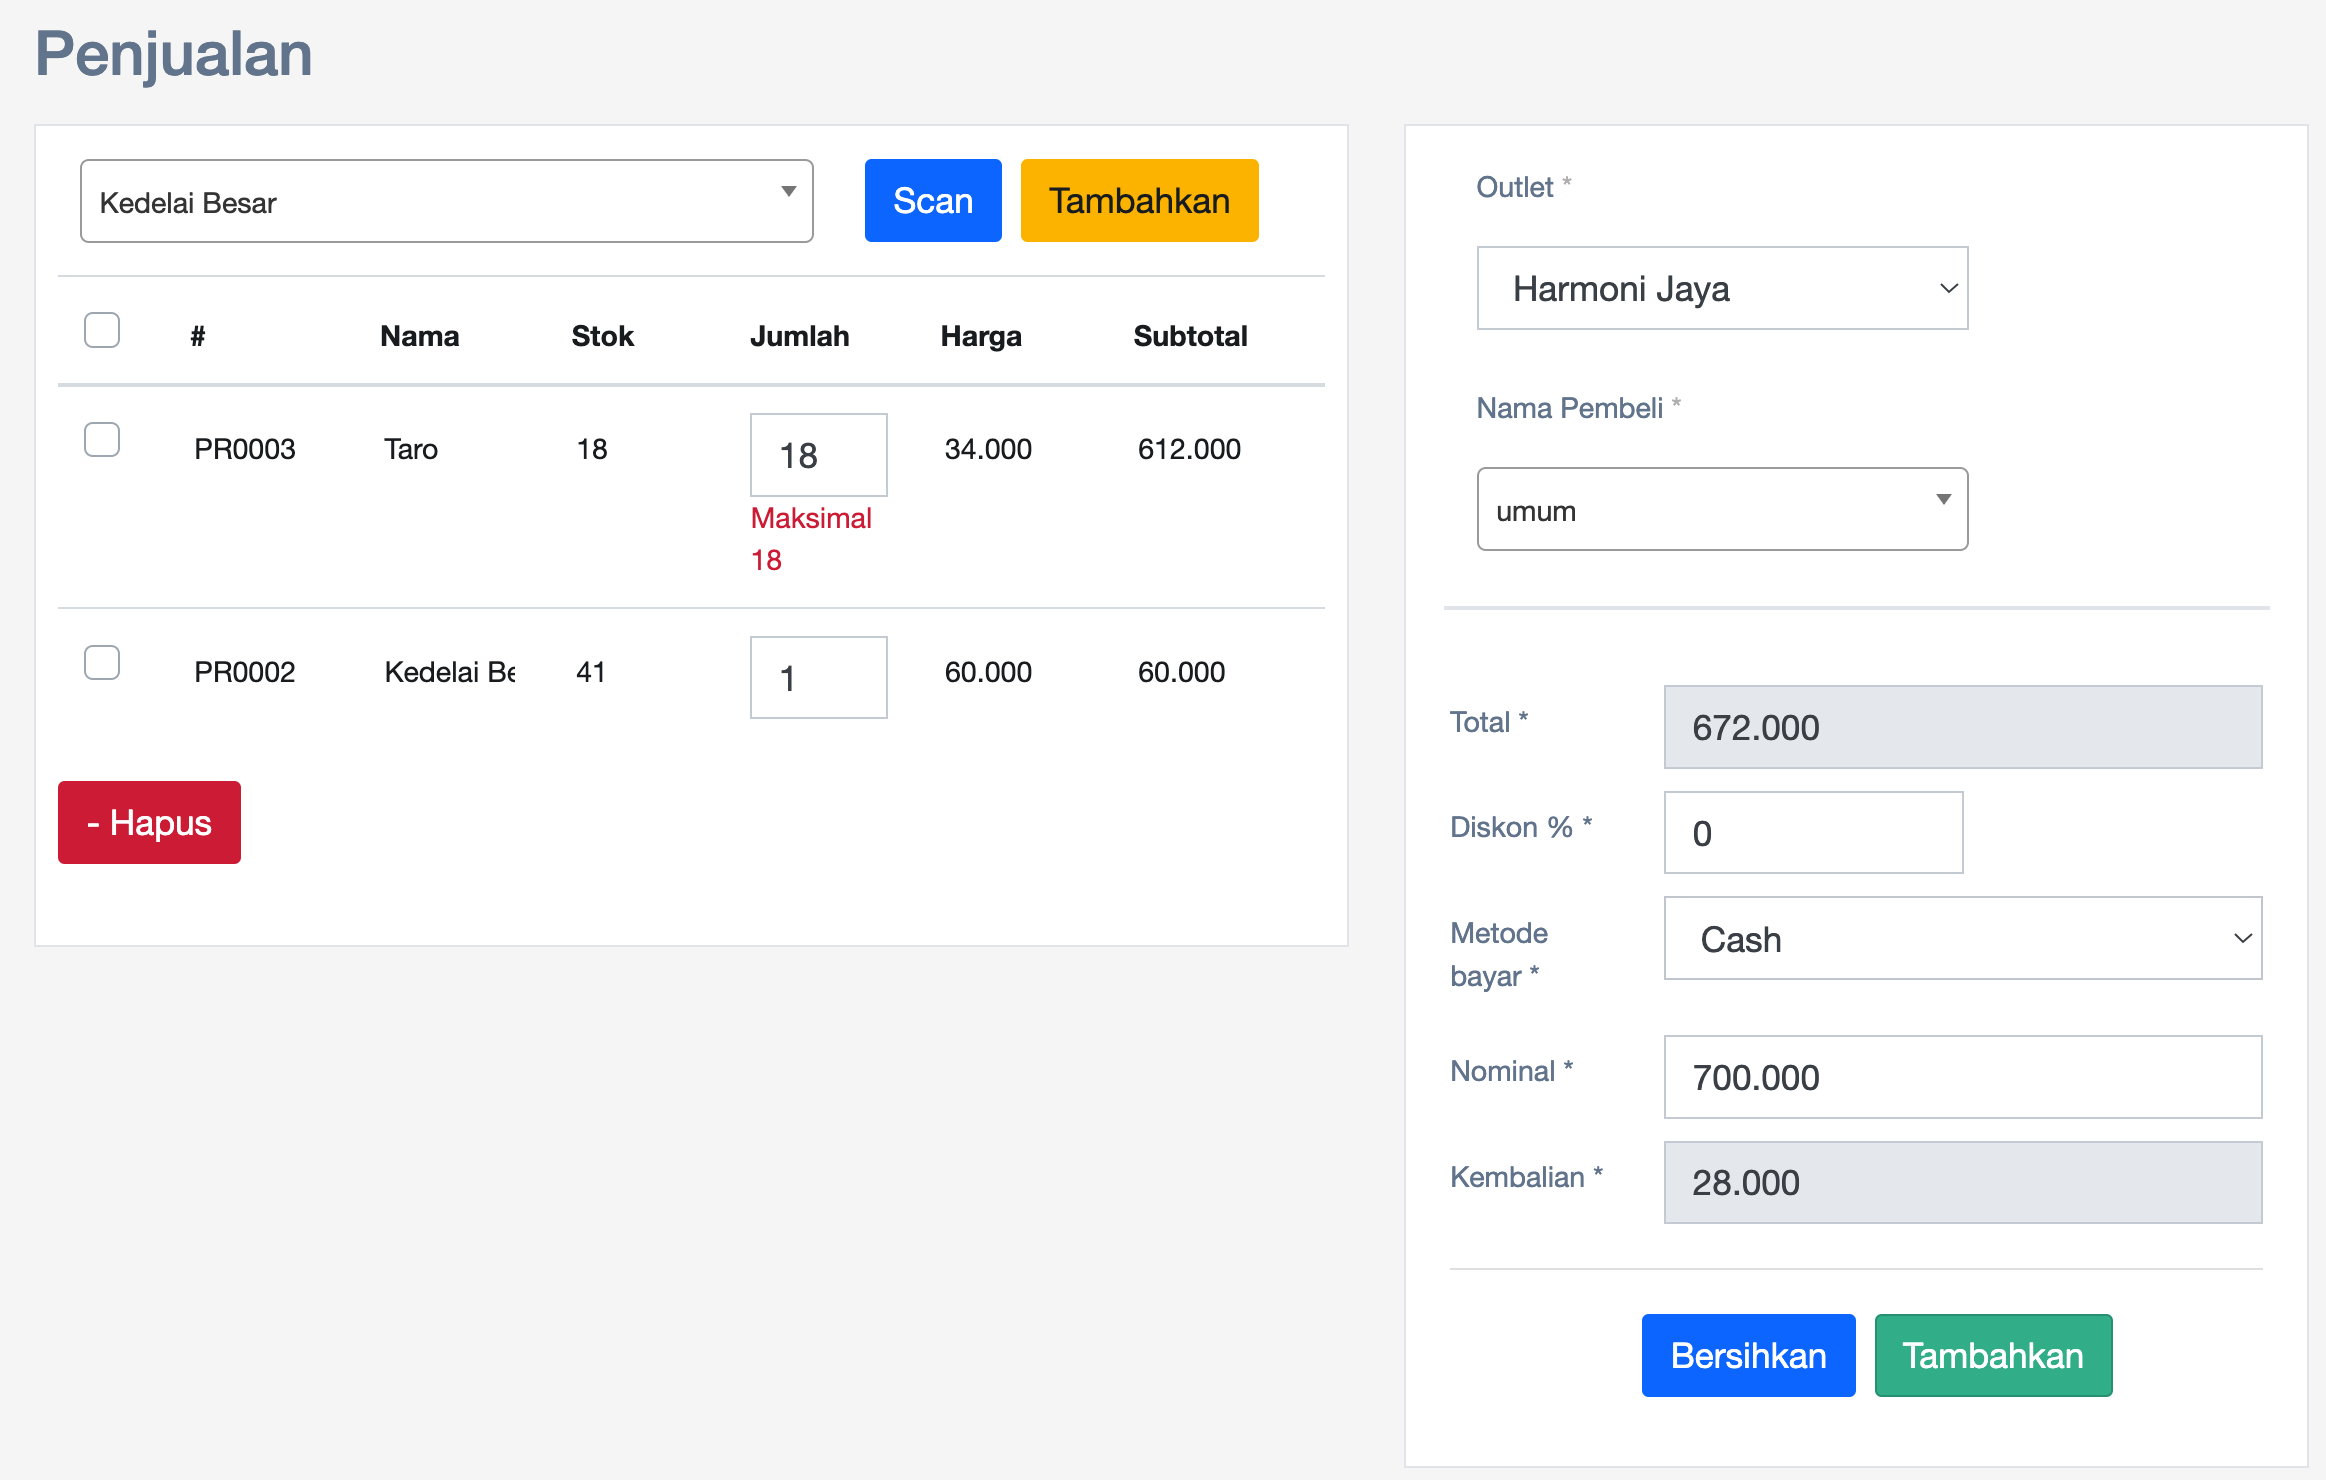 Penjualan
Kedelai Besar
Scan
Tambahkan
# Nama Stok Jumlah Harga Subtotal
PR0003 Taro 18 18 34.000 612.000
Maksimal
18
PR0002 Kedelai Be 41 1 60.000 60.000
- Hapus
Outlet *
Harmoni Jaya
Nama Pembeli *
umum
Total * 672.000
Diskon % * 0
Metode
bayar *
Cash
Nominal * 700.000
Kembalian * 28.000
Bersihkan
Tambahkan